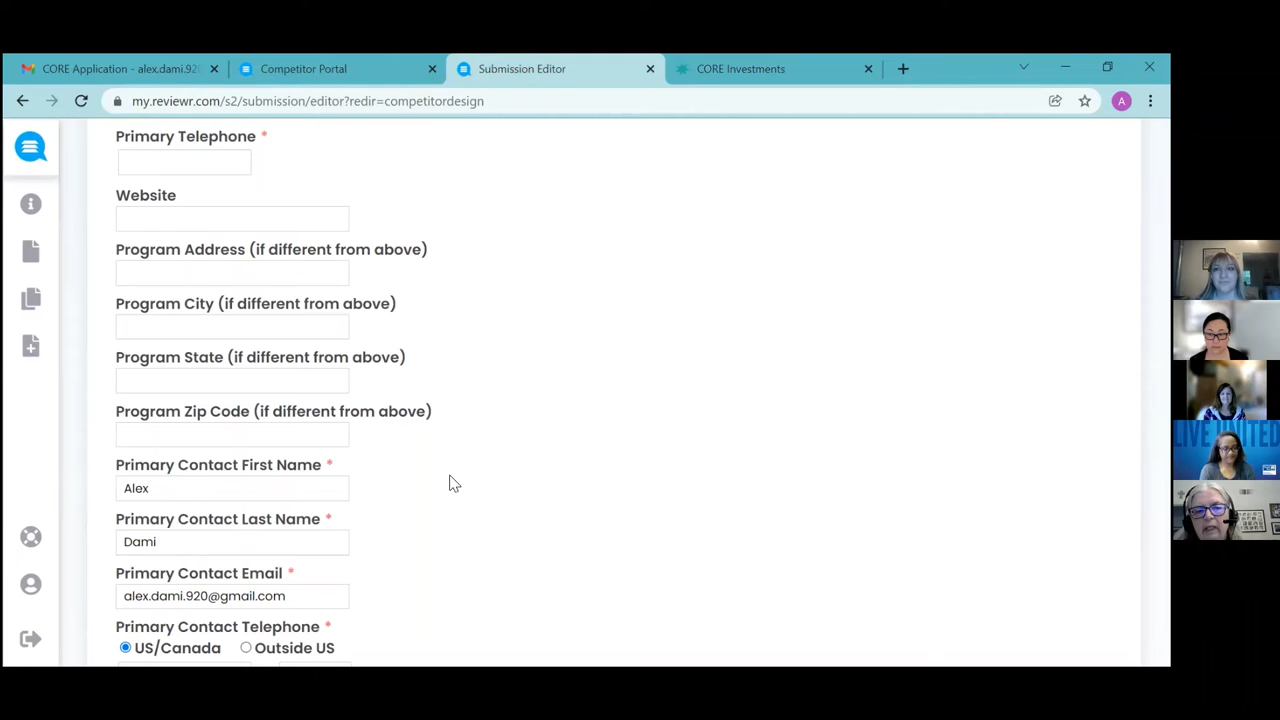 CORE Application - alex.dami.920
Competitor Portal
Submission Editor
CORE Investments
my.reviewr.com/s2/submission/editor?redir=competitordesign
A
Primary Telephone *
Website
Program Address (if different from above)
Program City (if different from above)
Program State (if different from above)
Program Zip Code (if different from above)
Primary Contact First Name *
Alex
Primary Contact Last Name *
Dami
Primary Contact Email *
alex.dami.920@gmail.com
Primary Contact Telephone *
US/Canada Outside US
LIVE UNITED